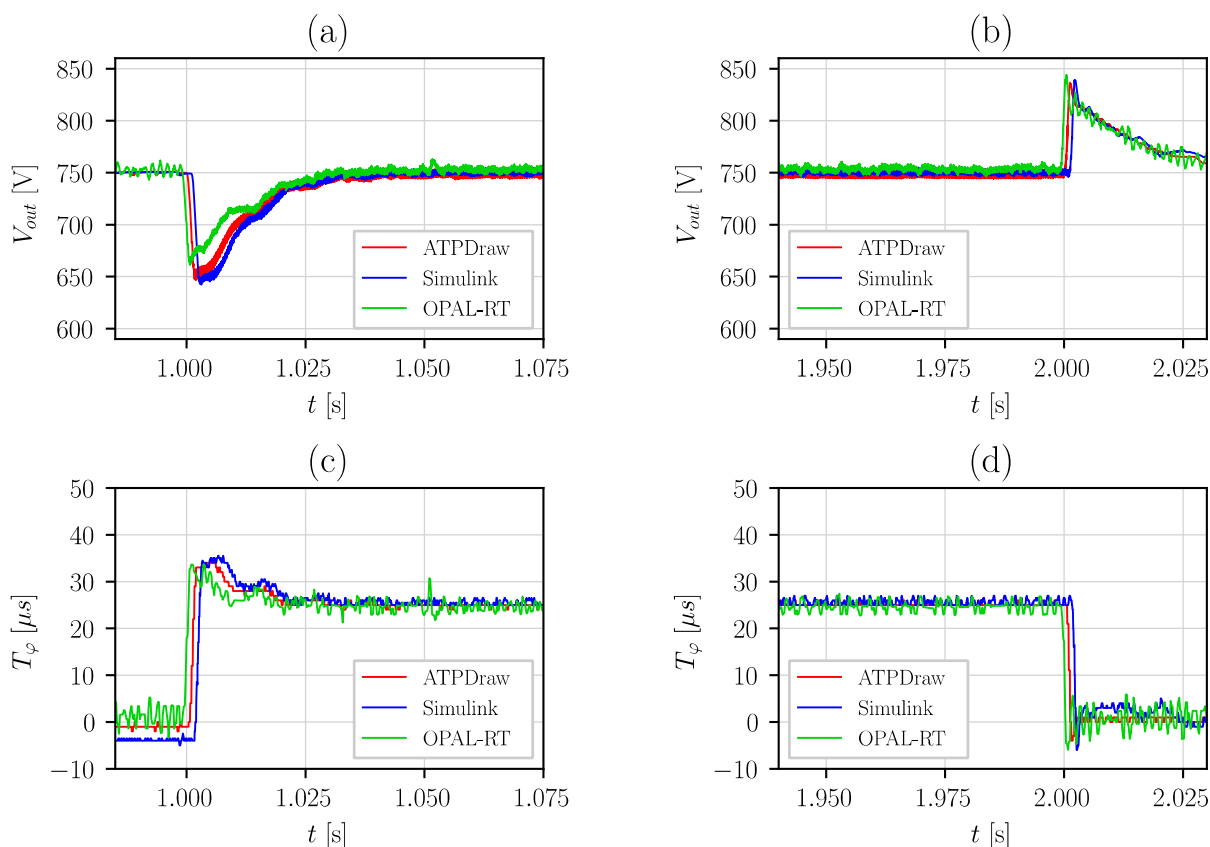 (a)
850
800
750
700
650
600
V_out [V]
ATPDraw
Simulink
OPAL-RT
1.000 1.025 1.050 1.075
t [s]
(b)
850
800
750
700
650
600
V_out [V]
ATPDraw
Simulink
OPAL-RT
1.950 1.975 2.000 2.025
t [s]
(c)
50
40
30
20
10
0
−10
T_φ [μs]
ATPDraw
Simulink
OPAL-RT
1.000 1.025 1.050 1.075
t [s]
(d)
50
40
30
20
10
0
−10
T_φ [μs]
ATPDraw
Simulink
OPAL-RT
1.950 1.975 2.000 2.025
t [s]